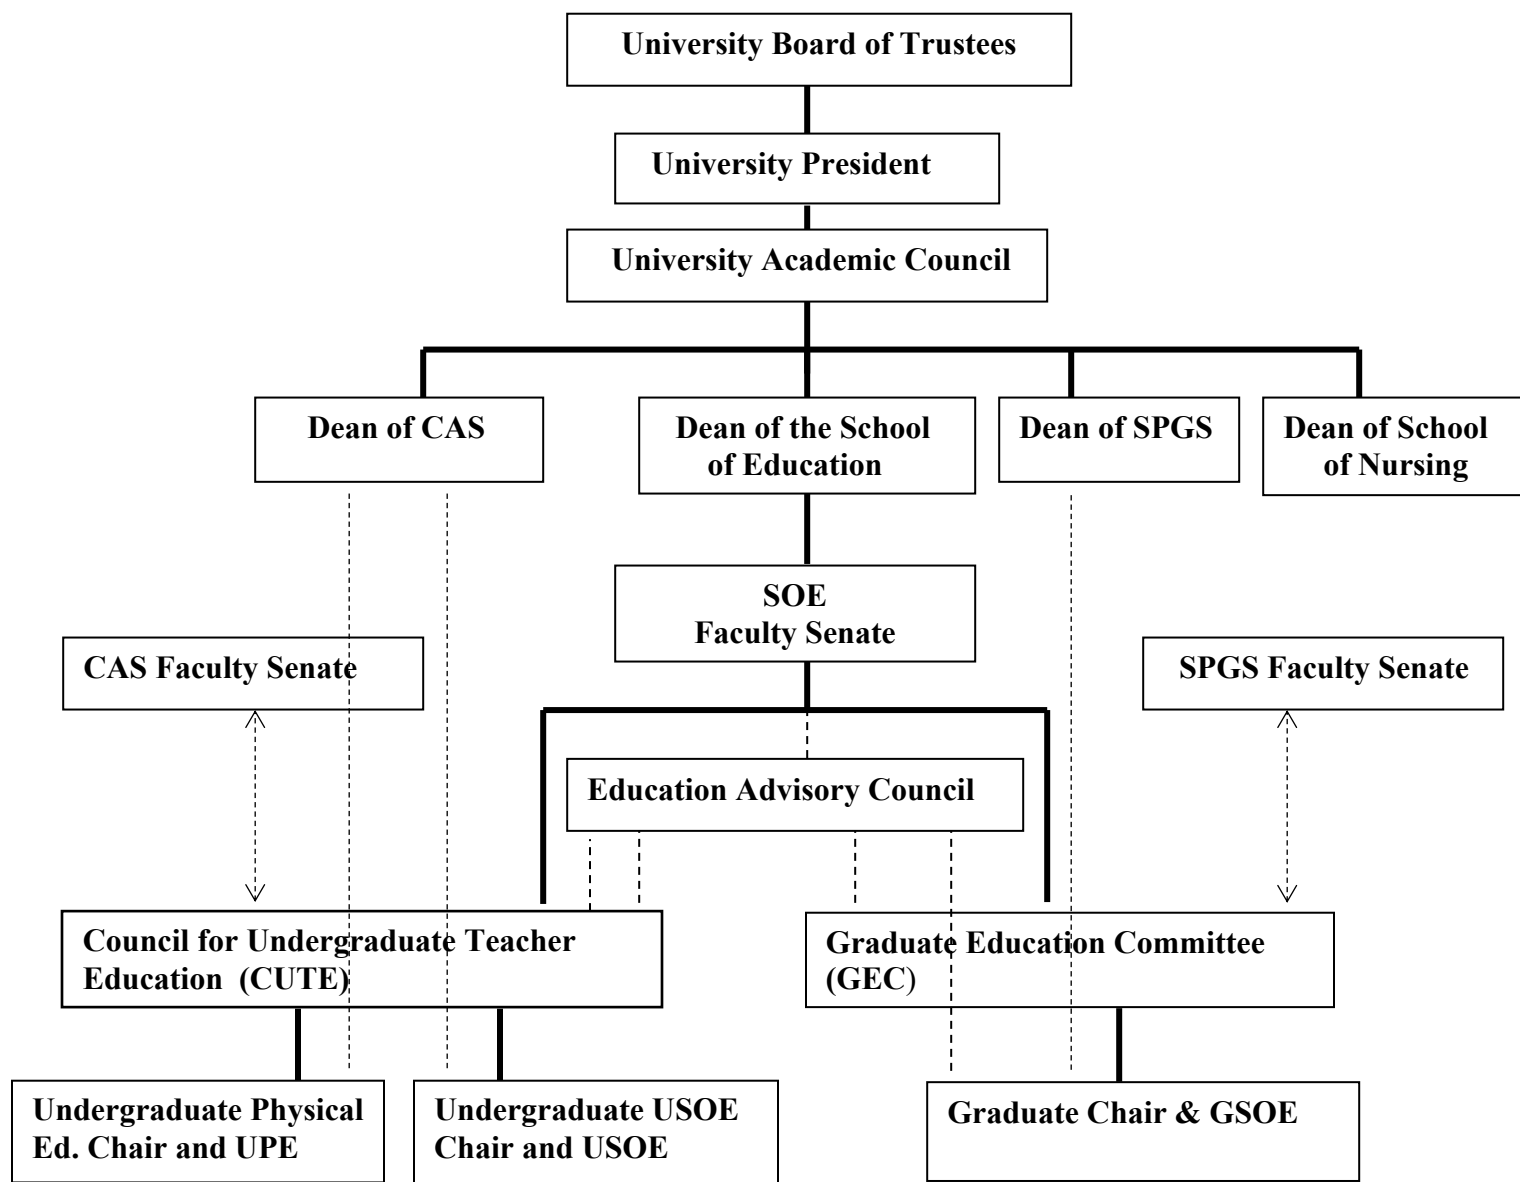 University Board of Trustees
University President
University Academic Council
Dean of CAS
Dean of the School
of Education
Dean of SPGS
Dean of School
of Nursing
SOE
Faculty Senate
CAS Faculty Senate
SPGS Faculty Senate
Education Advisory Council
Council for Undergraduate Teacher
Education (CUTE)
Graduate Education Committee
(GEC)
Undergraduate Physical
Ed. Chair and UPE
Undergraduate USOE
Chair and USOE
Graduate Chair & GSOE